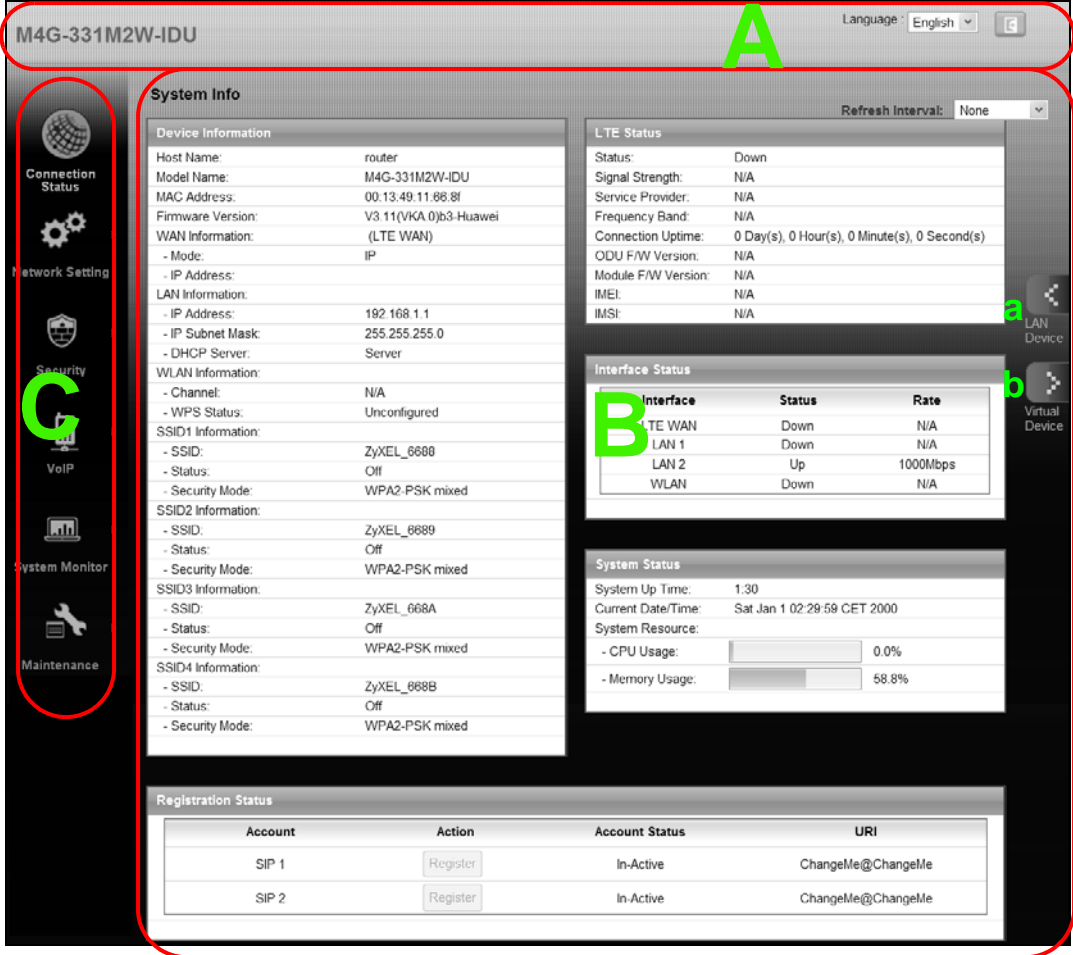 A
M4G-331M2W-IDU
Language : English
System Info
Refresh Interval: None
C
Connection
Status
Network Setting
Security
VoIP
System Monitor
Maintenance
Device Information
Host Name: router
Model Name: M4G-331M2W-IDU
MAC Address: 00:13:49:11:66:8f
Firmware Version: V3.11(VKA.0)b3-Huawei
WAN Information: (LTE WAN)
- Mode: IP
- IP Address:
LAN Information:
- IP Address: 192.168.1.1
- IP Subnet Mask: 255.255.255.0
- DHCP Server: Server
WLAN Information:
- Channel: N/A
- WPS Status: Unconfigured
SSID1 Information:
- SSID: ZyXEL_6688
- Status: Off
- Security Mode: WPA2-PSK mixed
SSID2 Information:
- SSID: ZyXEL_6689
- Status: Off
- Security Mode: WPA2-PSK mixed
SSID3 Information:
- SSID: ZyXEL_668A
- Status: Off
- Security Mode: WPA2-PSK mixed
SSID4 Information:
- SSID: ZyXEL_668B
- Status: Off
- Security Mode: WPA2-PSK mixed
LTE Status
Status: Down
Signal Strength: N/A
Service Provider: N/A
Frequency Band: N/A
Connection Uptime: 0 Day(s), 0 Hour(s), 0 Minute(s), 0 Second(s)
ODU F/W Version: N/A
Module F/W Version: N/A
IMEI: N/A
IMSI: N/A
a
LAN
Device
b
Virtual
Device
B
Interface Status
Interface Status Rate
LTE WAN Down N/A
LAN 1 Down N/A
LAN 2 Up 1000Mbps
WLAN Down N/A
System Status
System Up Time: 1:30
Current Date/Time: Sat Jan 1 02:29:59 CET 2000
System Resource:
- CPU Usage: 0.0%
- Memory Usage: 58.8%
Registration Status
Account Action Account Status URI
SIP 1 Register In-Active ChangeMe@ChangeMe
SIP 2 Register In-Active ChangeMe@ChangeMe